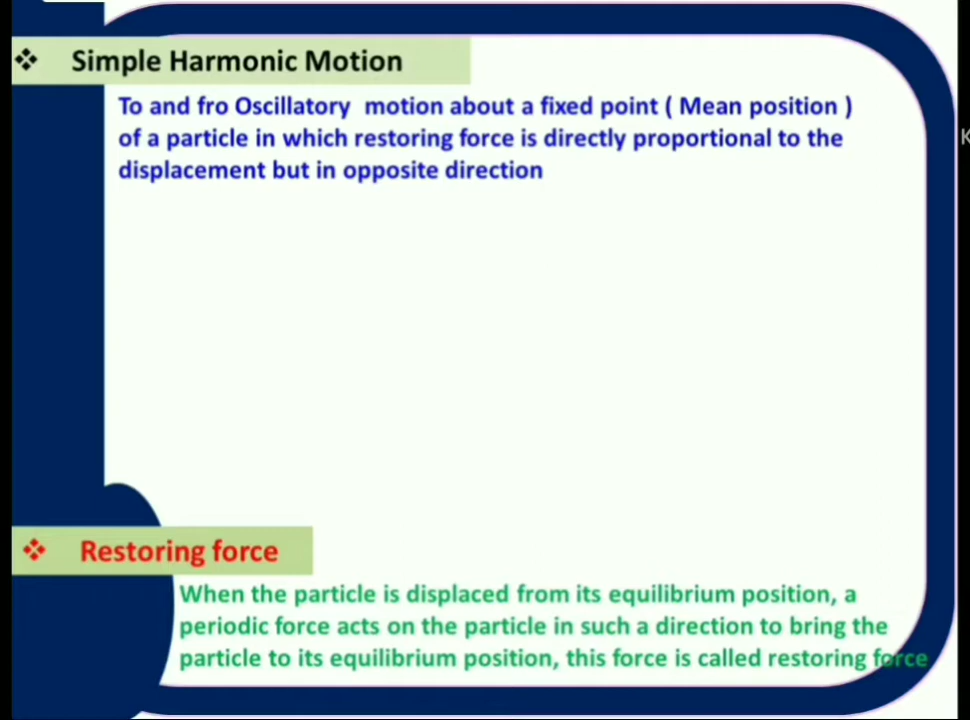 ❖ Simple Harmonic Motion
To and fro Oscillatory motion about a fixed point ( Mean position )
of a particle in which restoring force is directly proportional to the
displacement but in opposite direction
K
❖ Restoring force
When the particle is displaced from its equilibrium position, a
periodic force acts on the particle in such a direction to bring the
particle to its equilibrium position, this force is called restoring force